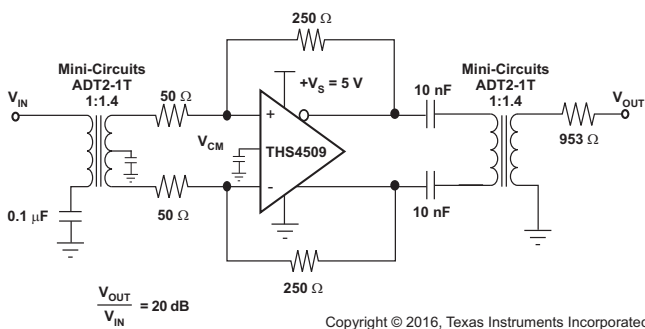 250 Ω
Mini-Circuits
ADT2-1T
1:1.4
Mini-Circuits
ADT2-1T
1:1.4
V_IN
50 Ω
+V_S = 5 V
10 nF
V_OUT
953 Ω
+
V_CM
THS4509
-
0.1 µF
50 Ω
10 nF
250 Ω
V_OUT
V_IN
= 20 dB
Copyright © 2016, Texas Instruments Incorporated